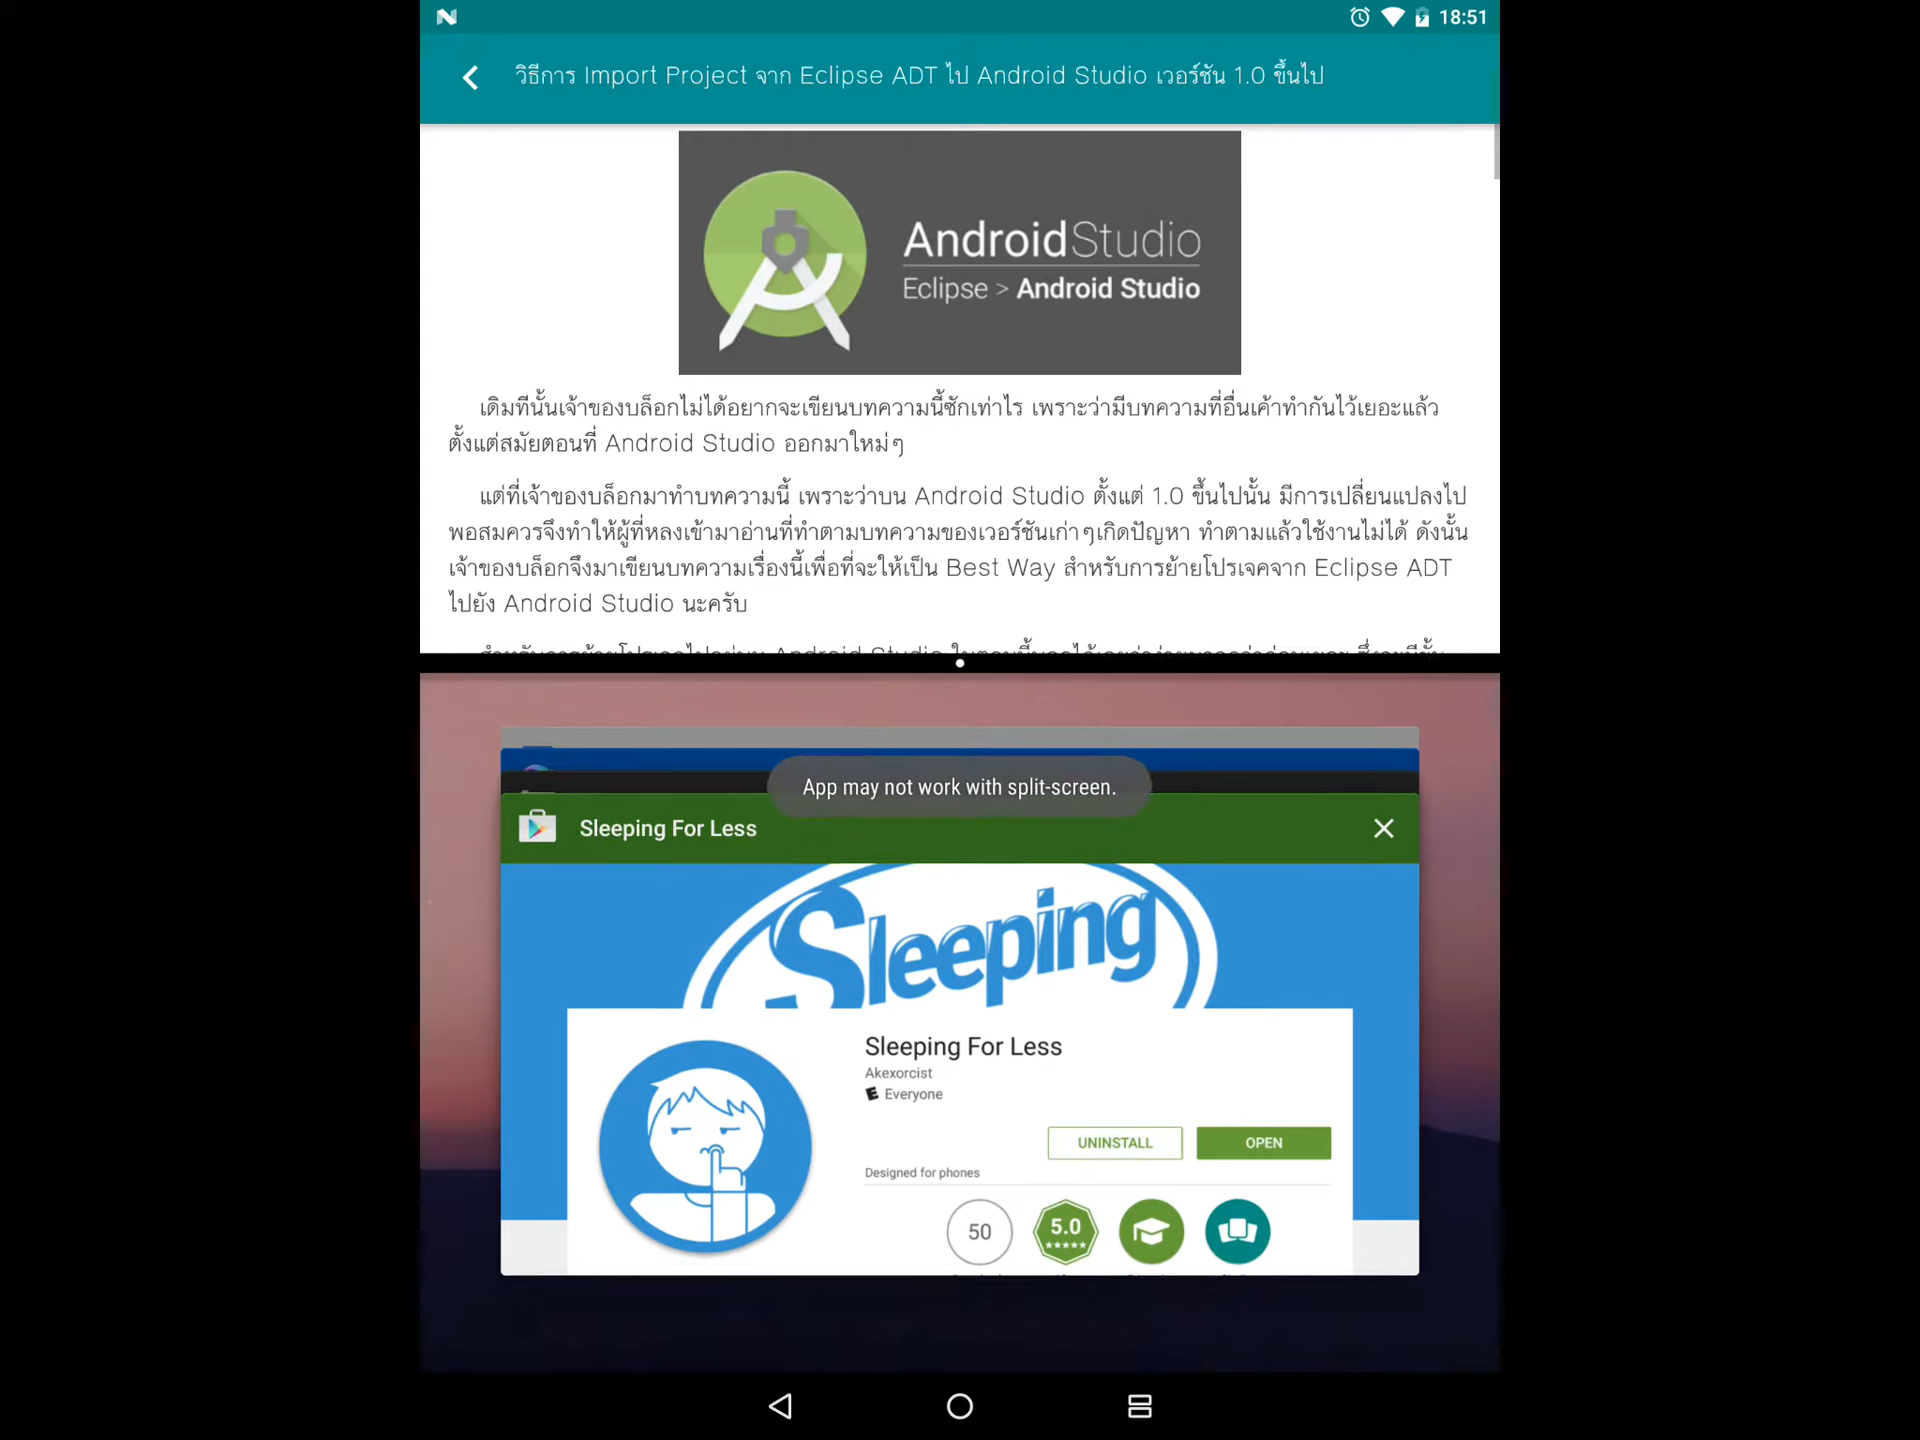 18:51
วิธีการ Import Project จาก Eclipse ADT ไป Android Studio เวอร์ชัน 1.0 ขึ้นไป
AndroidStudio
Eclipse > Android Studio
เดิมทีนั้นเจ้าของบล็อกไม่ได้อยากจะเขียนบทความนี้ซักเท่าไร เพราะว่ามีบทความที่อื่นเค้าทำกันไว้เยอะแล้ว
ตั้งแต่สมัยตอนที่ Android Studio ออกมาใหม่ๆ
แต่ที่เจ้าของบล็อกมาทำบทความนี้ เพราะว่าบน Android Studio ตั้งแต่ 1.0 ขึ้นไปนั้น มีการเปลี่ยนแปลงไป
พอสมควรจึงทำให้ผู้ที่หลงเข้ามาอ่านที่ทำตามบทความของเวอร์ชันเก่าๆเกิดปัญหา ทำตามแล้วใช้งานไม่ได้ ดังนั้น
เจ้าของบล็อกจึงมาเขียนบทความเรื่องนี้เพื่อที่จะให้เป็น Best Way สำหรับการย้ายโปรเจคจาก Eclipse ADT
ไปยัง Android Studio นะครับ
App may not work with split-screen.
Sleeping For Less
Sleeping
Sleeping For Less
Akexorcist
Everyone
UNINSTALL
OPEN
Designed for phones
50
5.0